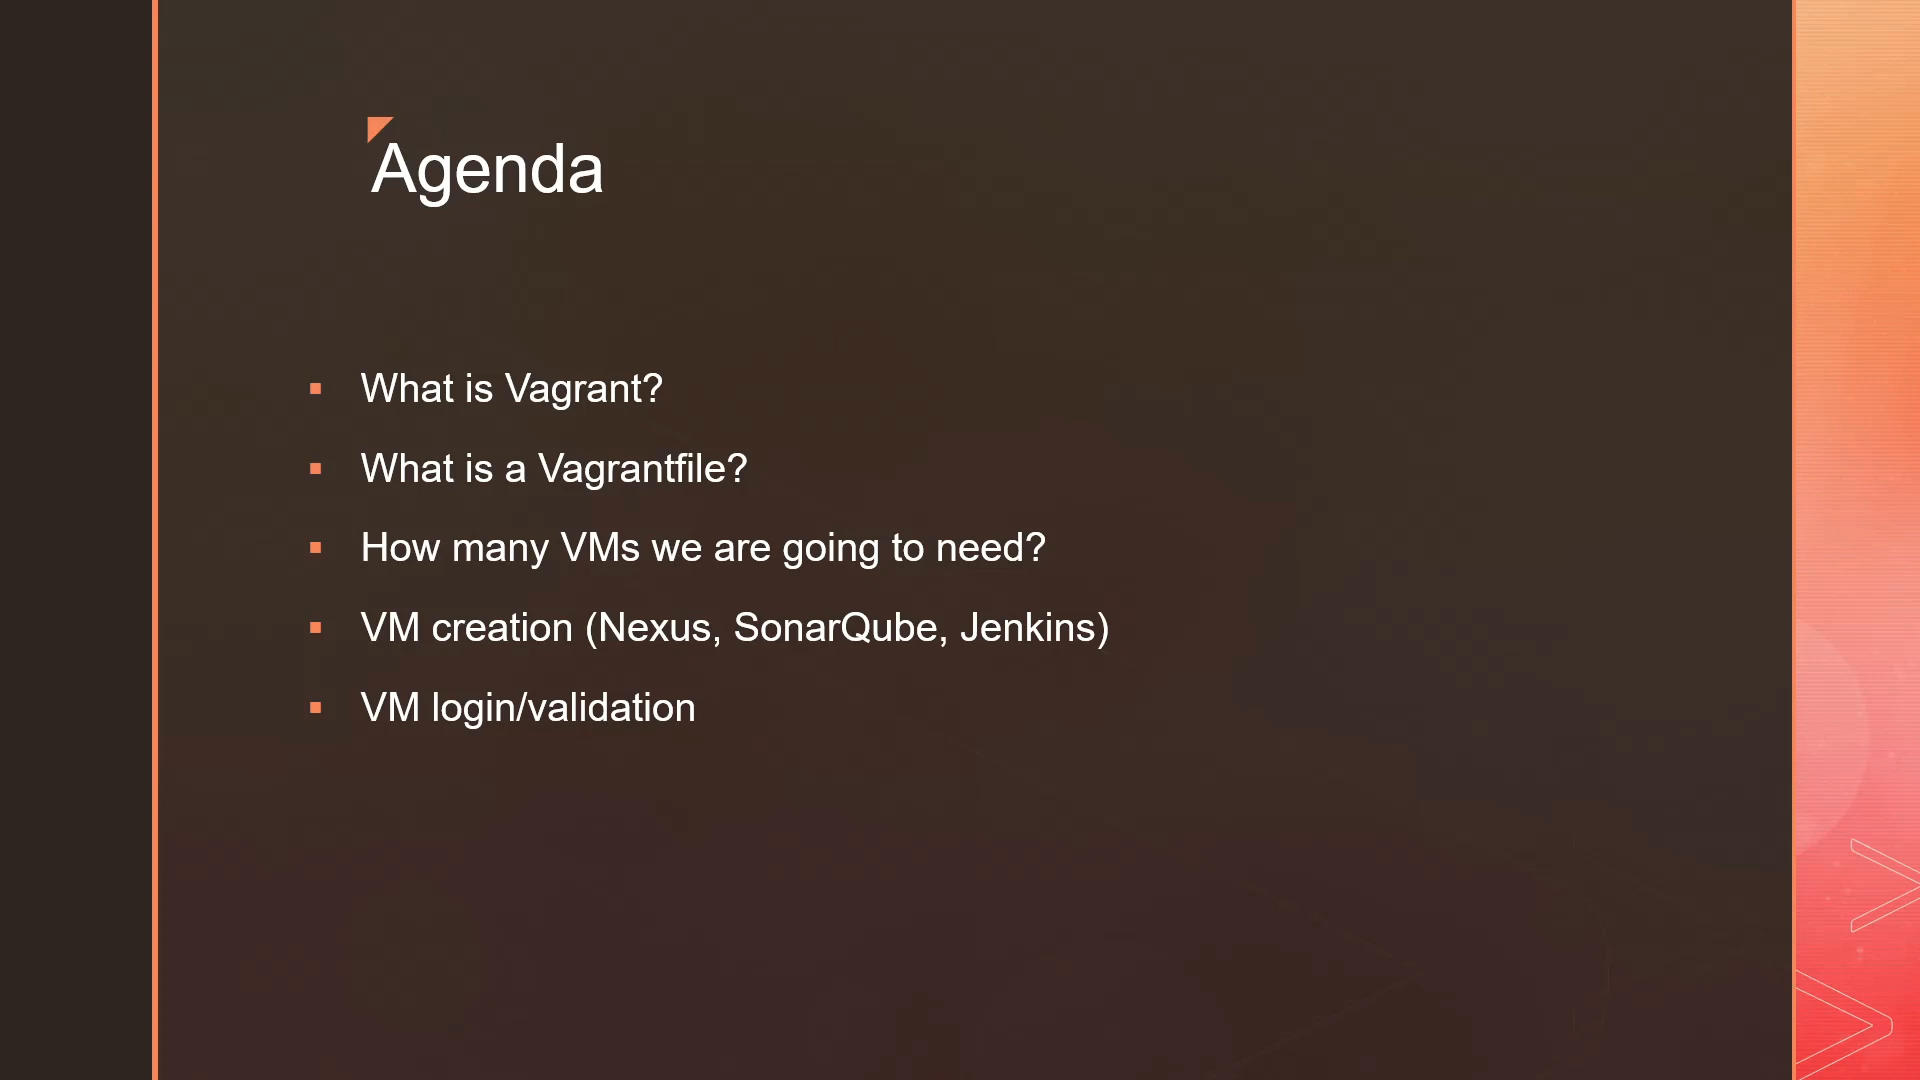 Agenda
What is Vagrant?
What is a Vagrantfile?
How many VMs we are going to need?
VM creation (Nexus, SonarQube, Jenkins)
VM login/validation